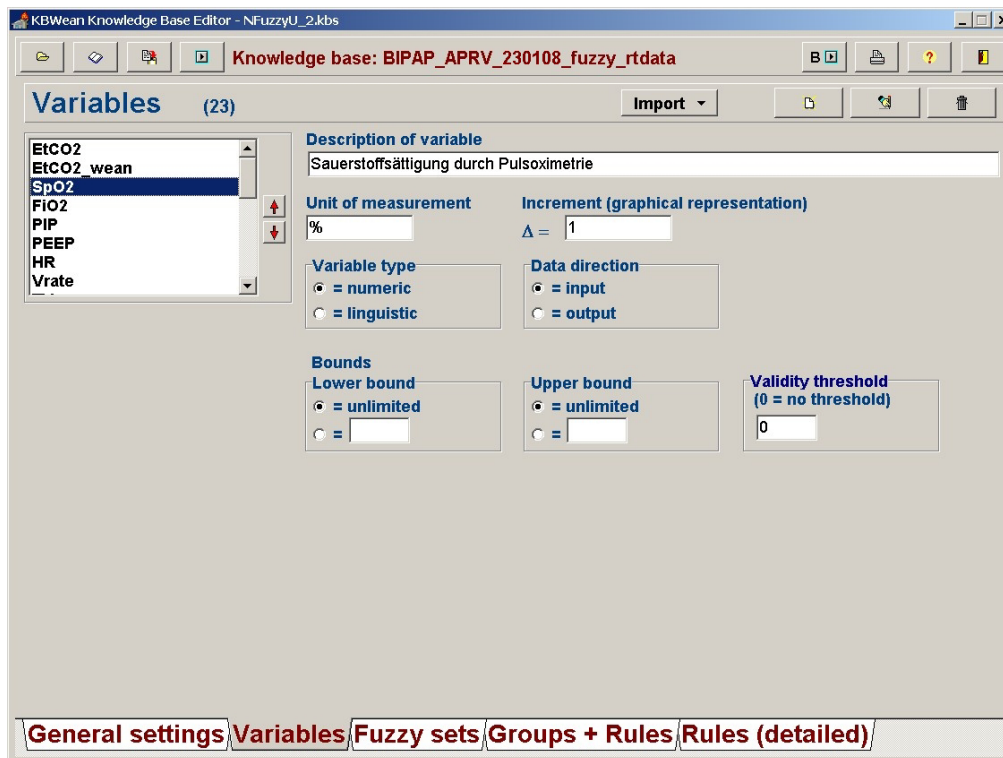 KBWean Knowledge Base Editor - NFuzzyU_2.kbs
Knowledge base: BIPAP_APRV_230108_fuzzy_rtdata
B
?
Variables (23)
Import
EtCO2
EtCO2_wean
SpO2
FiO2
PIP
PEEP
HR
Vrate
Description of variable
Sauerstoffsättigung durch Pulsoximetrie
Unit of measurement
%
Increment (graphical representation)
Δ = 1
Variable type
= numeric
= linguistic
Data direction
= input
= output
Bounds
Lower bound
= unlimited
=
Upper bound
= unlimited
=
Validity threshold
(0 = no threshold)
0
General settings Variables Fuzzy sets Groups + Rules Rules (detailed)